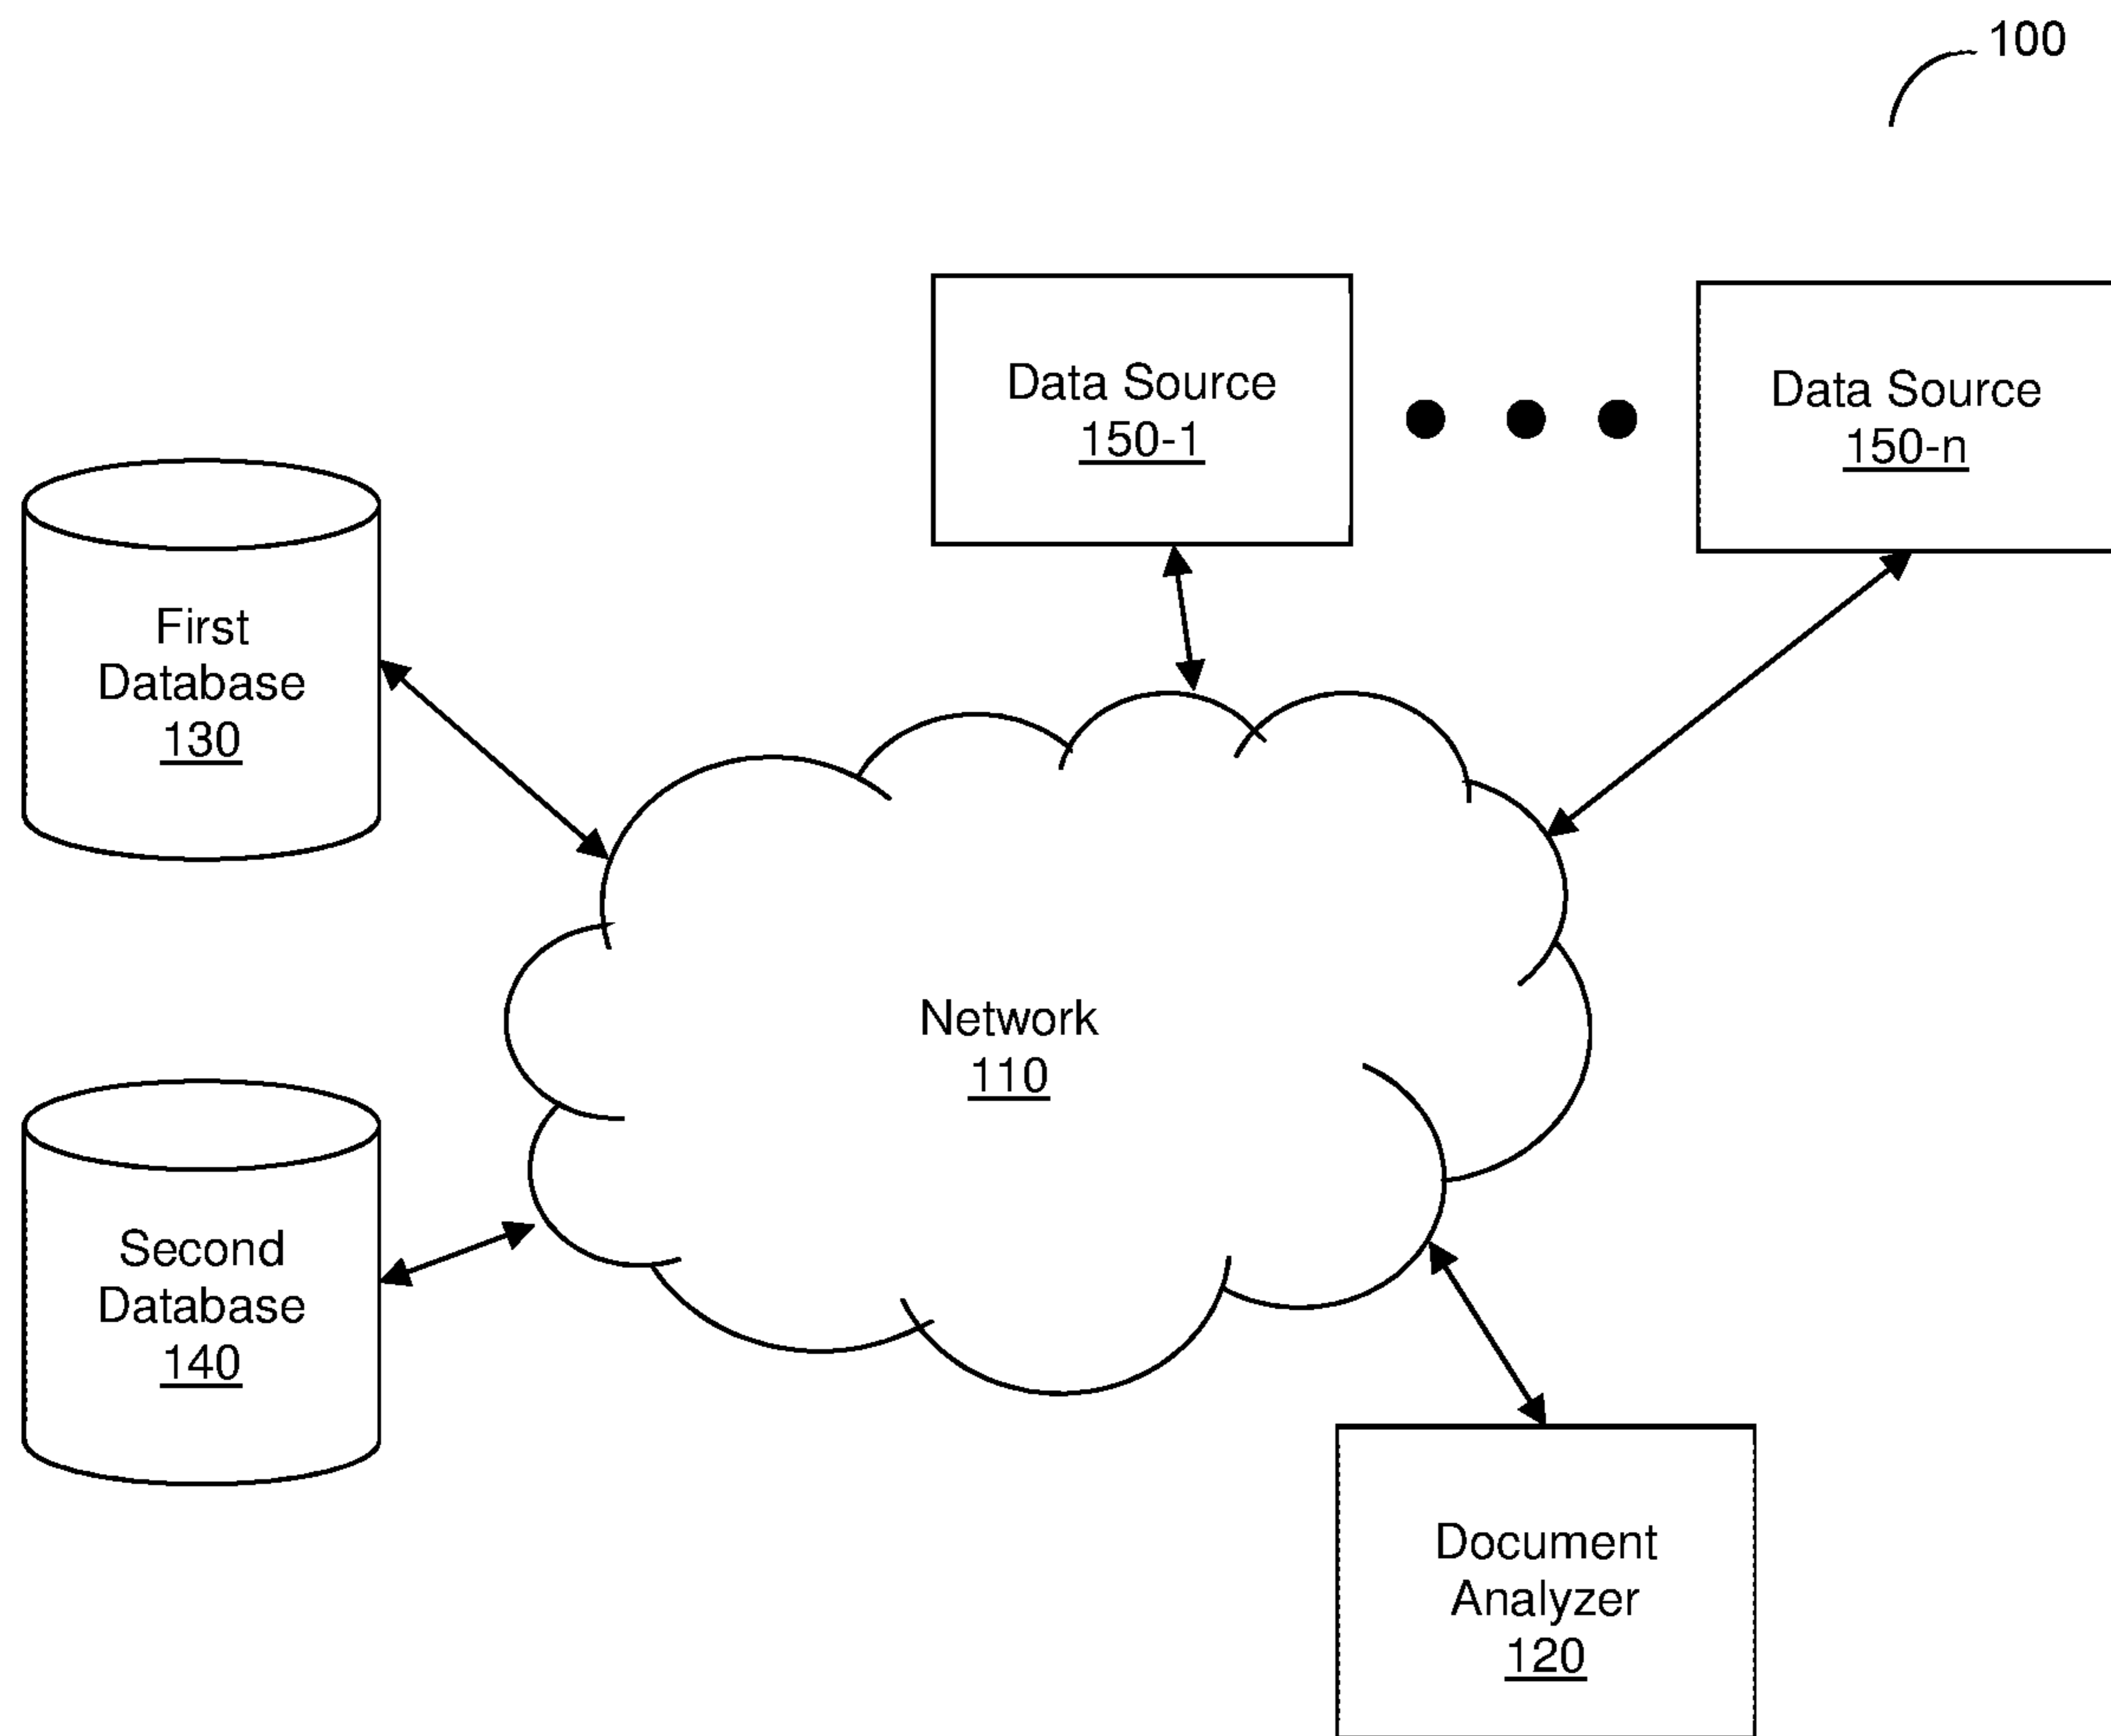 100
Data Source
150-1
Data Source
150-n
First
Database
130
Network
110
Second
Database
140
Document
Analyzer
120